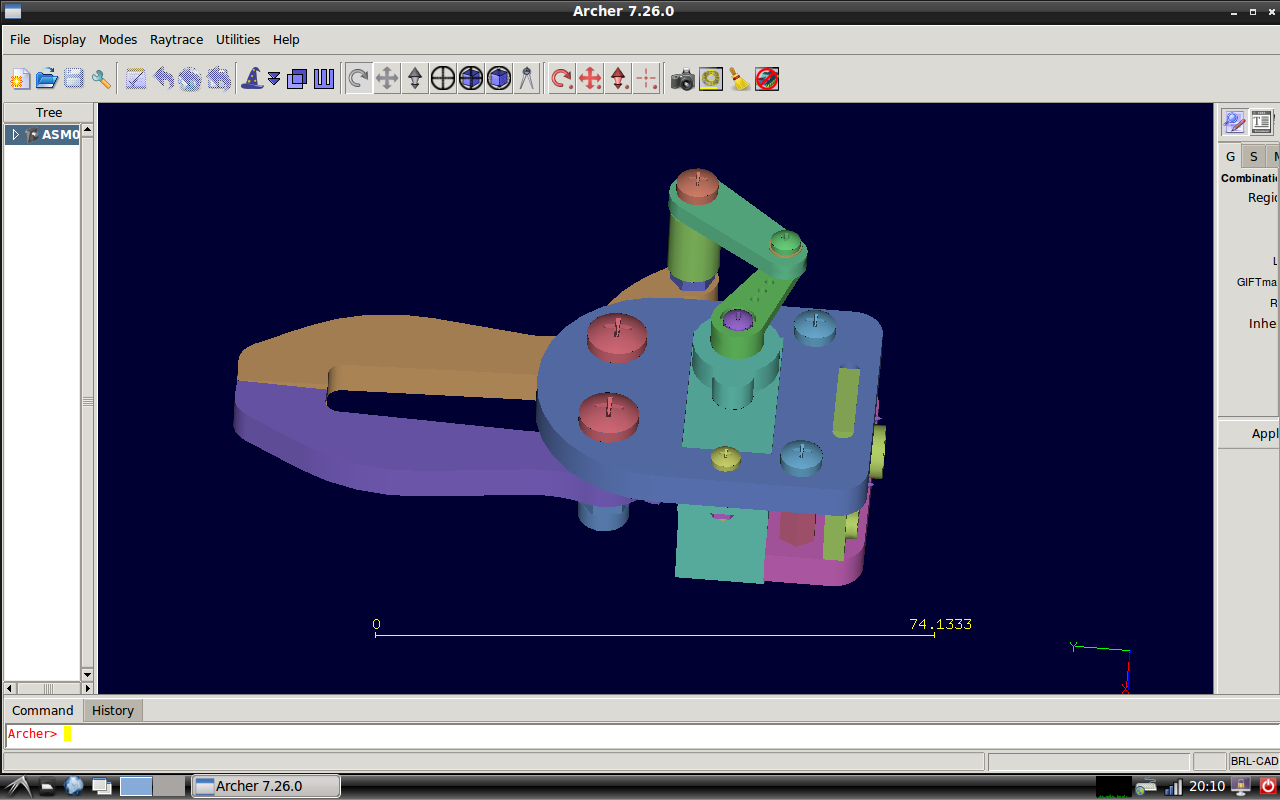 Archer 7.26.0
File Display Modes Raytrace Utilities Help
Tree
ASM0
G S
Combinati
Regio
L
GIFTma
R
Inhe
Appl
0 74.1333
Y
X
Command History
Archer>
BRL-CAD
Archer 7.26.0
20:10